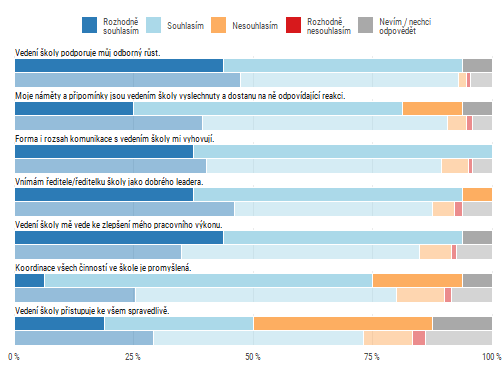 Rozhodně souhlasím
Souhlasím
Nesouhlasím
Rozhodně nesouhlasím
Nevím / nechci odpovědět
Vedení školy podporuje můj odborný růst.
Moje náměty a připomínky jsou vedením školy vyslechnuty a dostanu na ně odpovídající reakci.
Forma i rozsah komunikace s vedením školy mi vyhovují.
Vnímám ředitele/ředitelku školy jako dobrého leadera.
Vedení školy mě vede ke zlepšení mého pracovního výkonu.
Koordinace všech činností ve škole je promyšlená.
Vedení školy přistupuje ke všem spravedlivě.
0 % 25 % 50 % 75 % 100 %